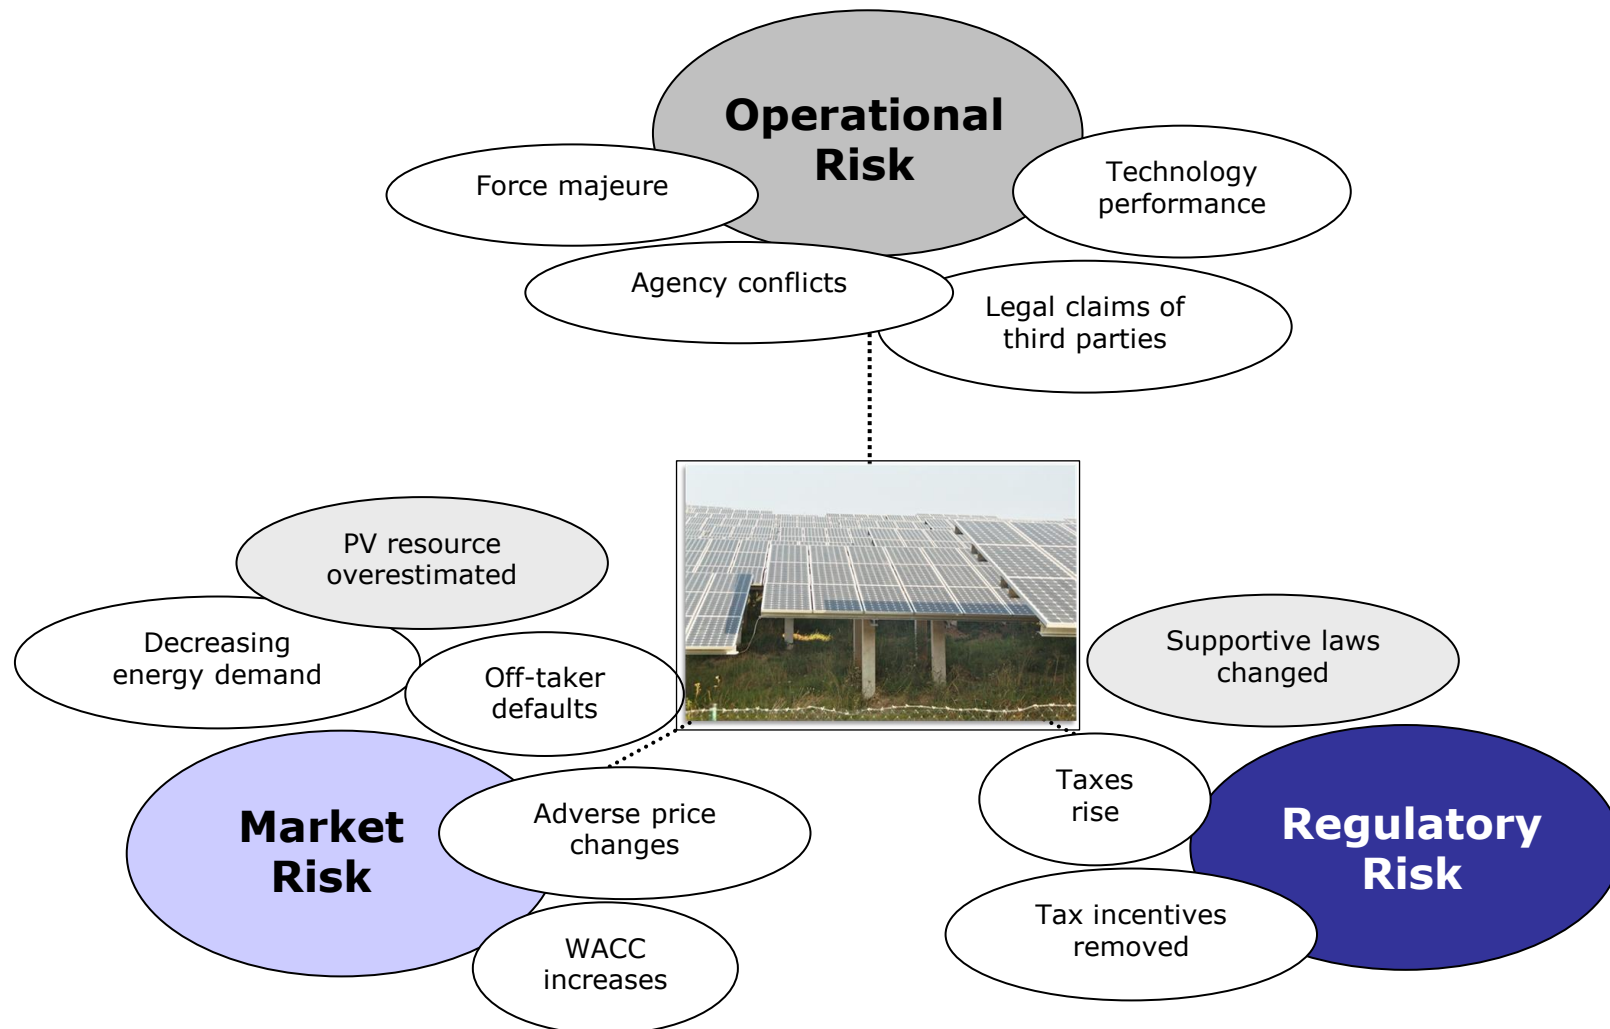 Operational
Risk
Force majeure
Technology
performance
Agency conflicts
Legal claims of
third parties
PV resource
overestimated
Decreasing
energy demand
Off-taker
defaults
Supportive laws
changed
Market
Risk
Adverse price
changes
Taxes
rise
Regulatory
Risk
WACC
increases
Tax incentives
removed